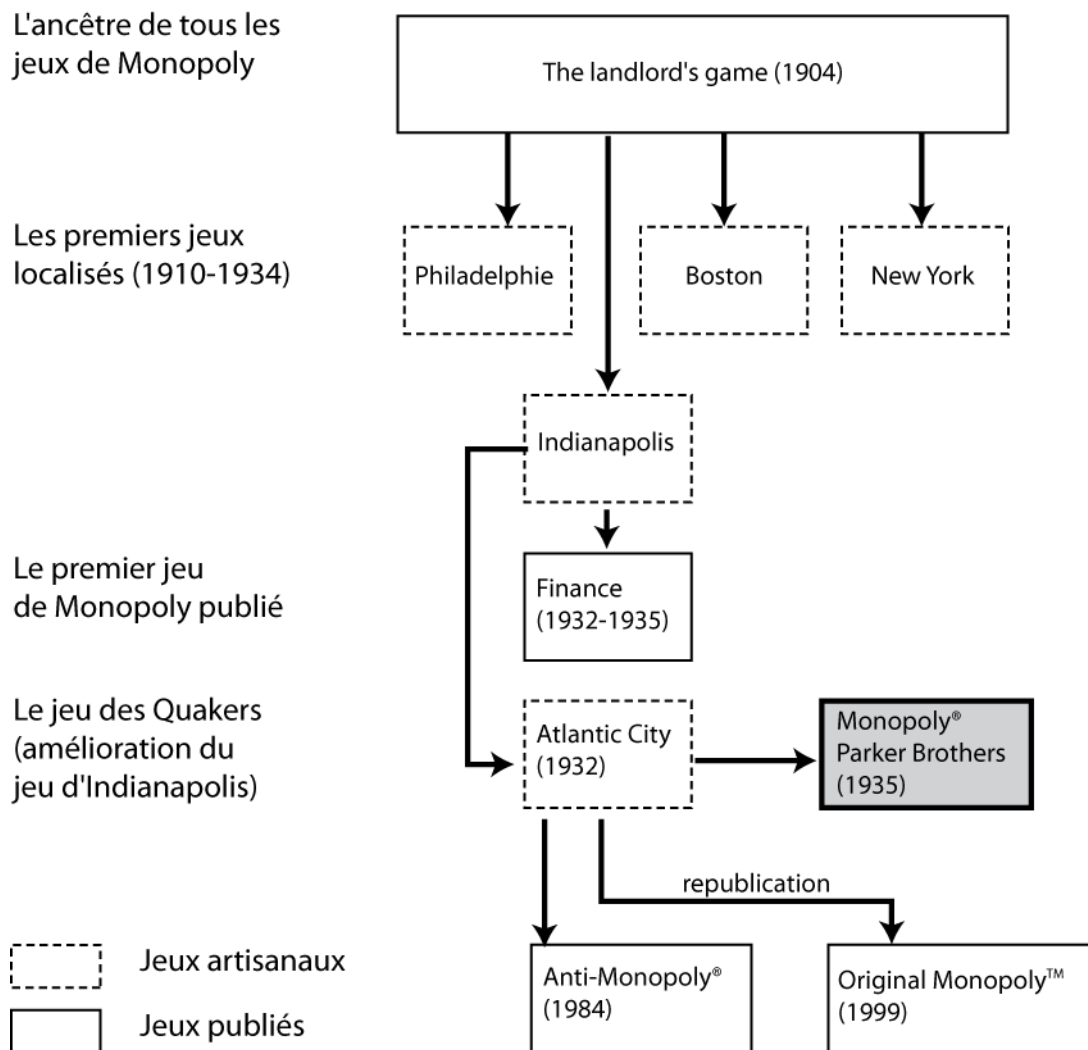 L'ancêtre de tous les
jeux de Monopoly
The landlord's game (1904)
Les premiers jeux
localisés (1910-1934)
Philadelphie
Boston
New York
Indianapolis
Le premier jeu
de Monopoly publié
Finance
(1932-1935)
Le jeu des Quakers
(amélioration du
jeu d'Indianapolis)
Atlantic City
(1932)
Monopoly®
Parker Brothers
(1935)
republication
Jeux artisanaux
Jeux publiés
Anti-Monopoly®
(1984)
Original Monopoly™
(1999)